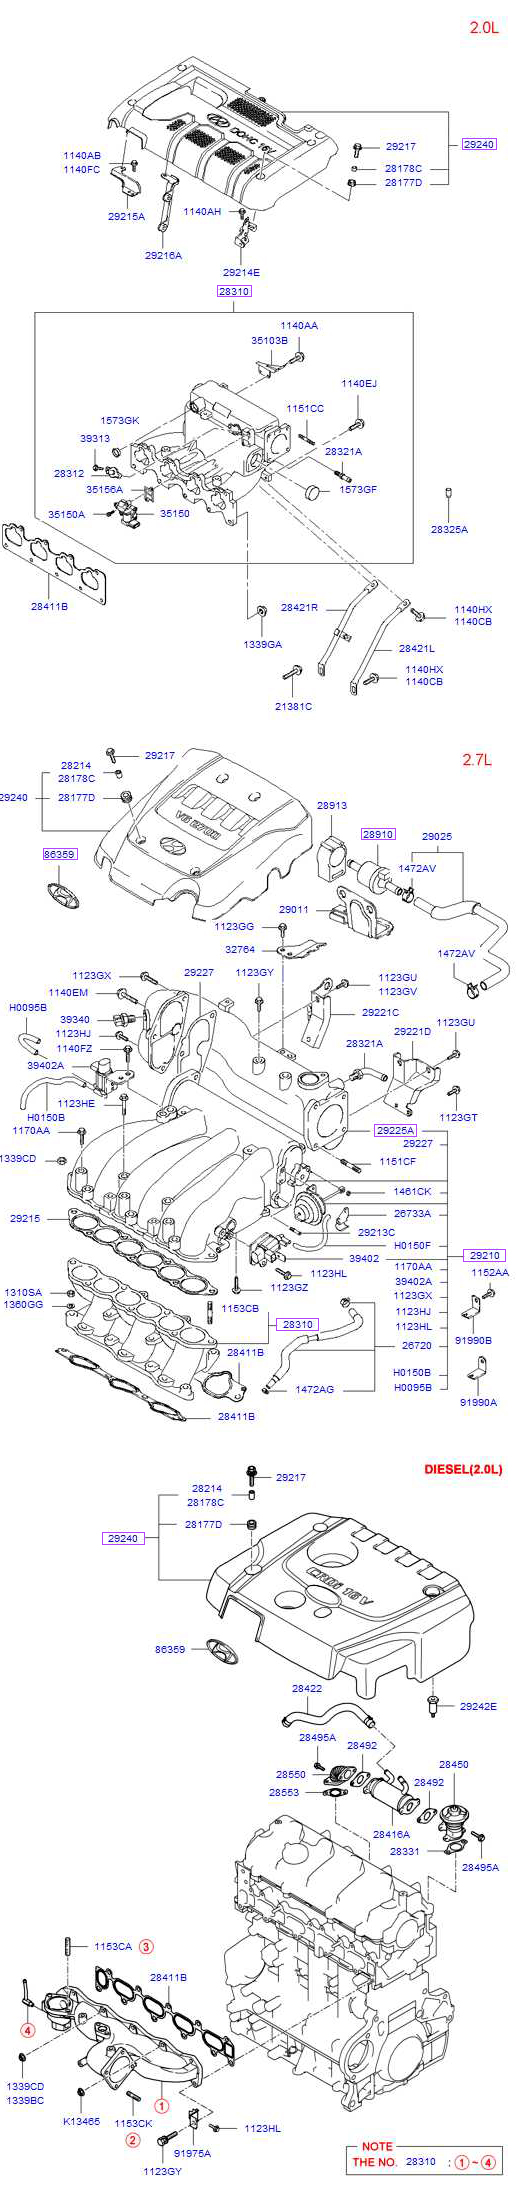 2.0L
DOHC 16V
29217
29240
28178C
28177D
1140AB
1140FC
29215A
1140AH
29216A
29214E
28310
1140AA
35103B
1140EJ
1151CC
1573GK
39313
28321A
28312
35156A
1573GF
35150A
35150
28325A
28411B
28421R
1140HX
1140CB
1339GA
28421L
1140HX
1140CB
21381C
2.7L
29217
28214
28178C
29240
28177D
V6 270i
28913
28910
29025
86359
1472AV
29011
1123GG
32764
1472AV
1123GX
29227
1123GY
1140EM
1123GU
1123GV
H0095B
39340
29221C
1123GU
1123HJ
29221D
1140FZ
28321A
39402A
H0150B
1123HE
1123GT
1170AA
29225A
29227
1339CD
1151CF
1461CK
29215
26733A
29213C
H0150F
39402
29210
1170AA
1152AA
1123HL
39402A
1310SA
1123GZ
1123GX
1360GG
1153CB
1123HJ
28310
1123HL
91990B
28411B
26720
H0150B
1472AG
H0095B
91990A
28411B
DIESEL(2.0L)
29217
28214
28178C
28177D
29240
CRDi 16V
86359
28422
29242E
28495A
28492
28550
28450
28553
28492
28416A
28331
28495A
1153CA ③
28411B
④
1339CD
1339BC
①
K13465
1153CK
②
1123HL
91975A
1123GY
NOTE
THE NO. 28310 : ① ~ ④